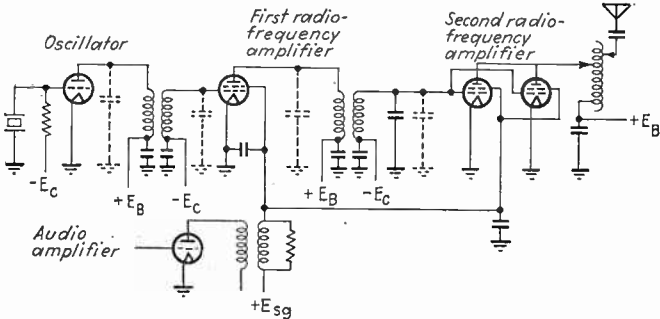 Oscillator
First radio-
frequency
amplifier
Second radio-
frequency
amplifier
-Ec
+EB
-Ec
+EB
-Ec
+EB
Audio
amplifier
+Esg